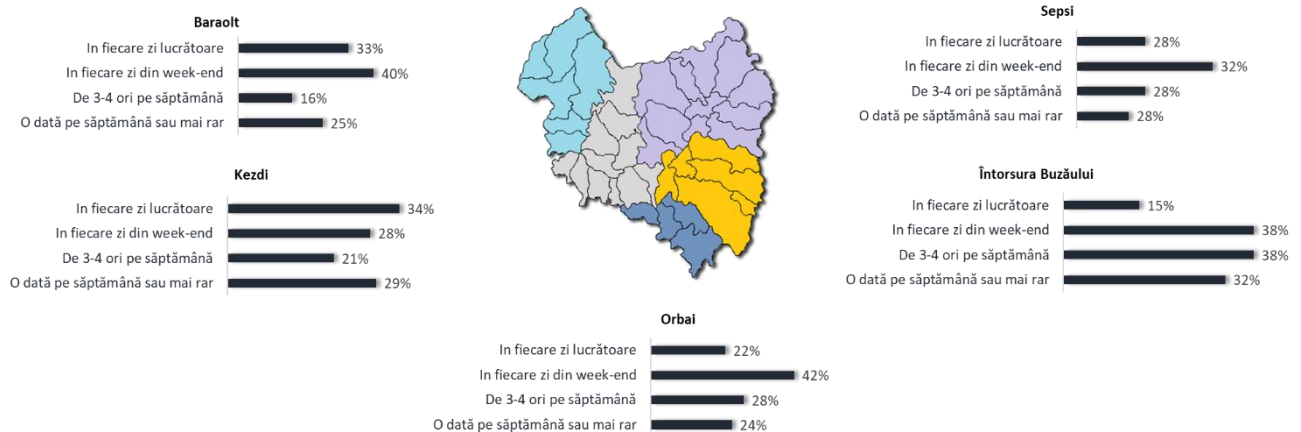 Baraolt
In fiecare zi lucrătoare 33%
In fiecare zi din week-end 40%
De 3-4 ori pe săptămână 16%
O dată pe săptămână sau mai rar 25%
Sepsi
In fiecare zi lucrătoare 28%
In fiecare zi din week-end 32%
De 3-4 ori pe săptămână 28%
O dată pe săptămână sau mai rar 28%
Kezdi
In fiecare zi lucrătoare 34%
In fiecare zi din week-end 28%
De 3-4 ori pe săptămână 21%
O dată pe săptămână sau mai rar 29%
Întorsura Buzăului
In fiecare zi lucrătoare 15%
In fiecare zi din week-end 38%
De 3-4 ori pe săptămână 38%
O dată pe săptămână sau mai rar 32%
Orbai
In fiecare zi lucrătoare 22%
In fiecare zi din week-end 42%
De 3-4 ori pe săptămână 28%
O dată pe săptămână sau mai rar 24%